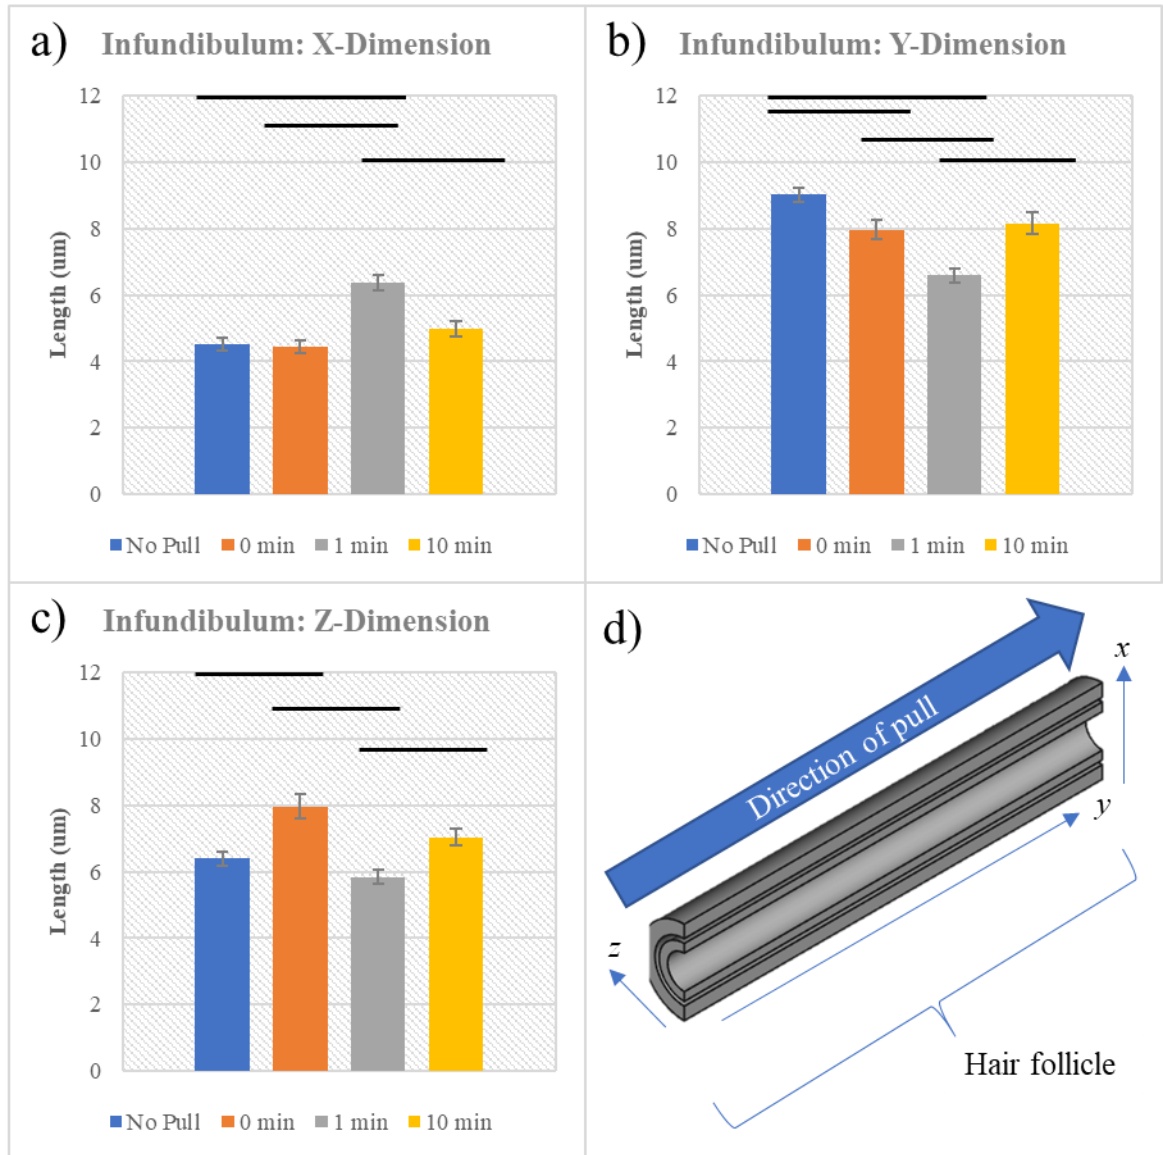 a) Infundibulum: X-Dimension
12
10
8
6
4
2
0
Length (um)
No Pull 0 min 1 min 10 min
b) Infundibulum: Y-Dimension
12
10
8
6
4
2
0
Length (um)
No Pull 0 min 1 min 10 min
c) Infundibulum: Z-Dimension
12
10
8
6
4
2
0
Length (um)
No Pull 0 min 1 min 10 min
d)
Direction of pull
x
y
z
Hair follicle